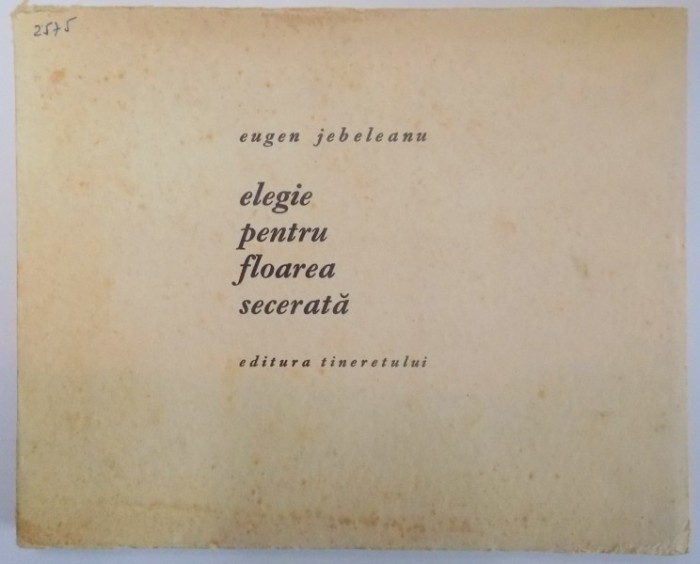 2575
eugen jebeleanu
elegie
pentru
floarea
secerată
editura tineretului